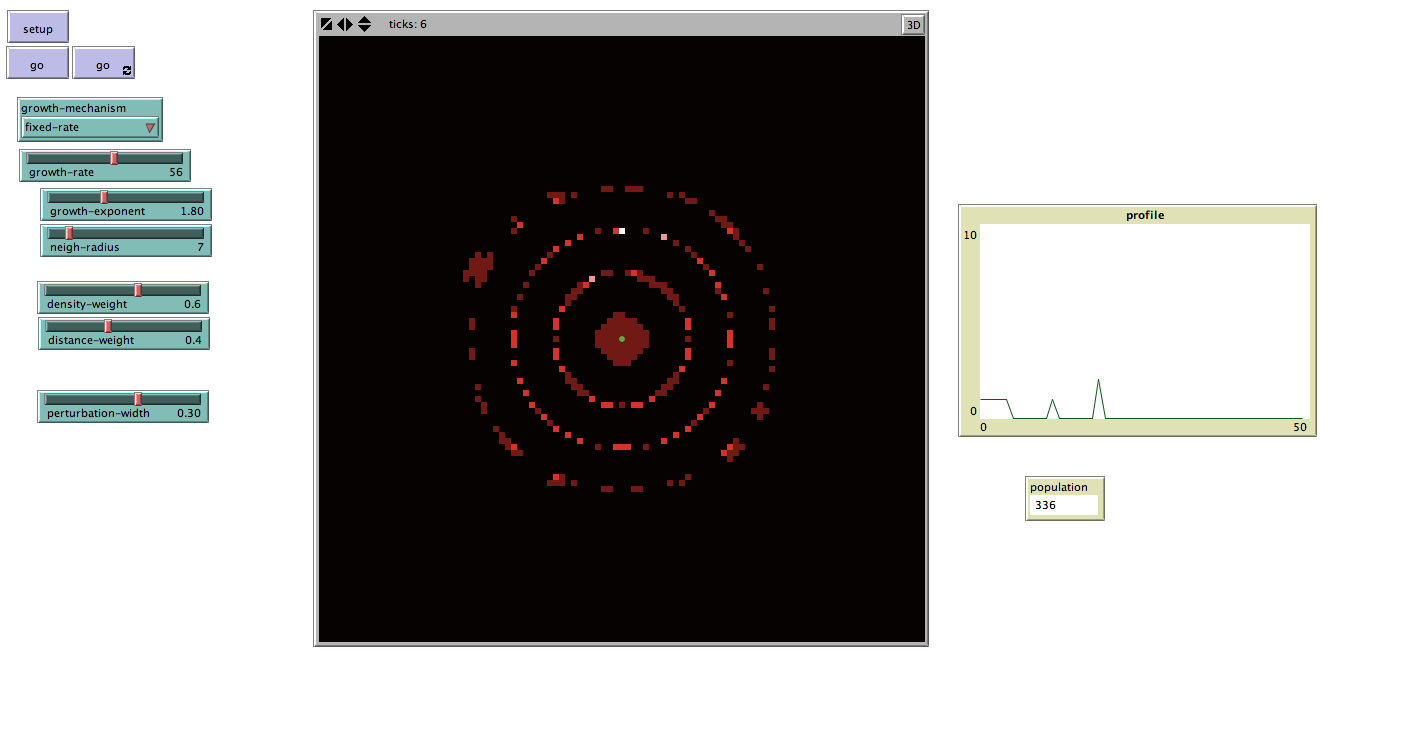 setup
go
go
growth-mechanism
fixed-rate
growth-rate 56
growth-exponent 1.80
neigh-radius 7
density-weight 0.6
distance-weight 0.4
perturbation-width 0.30
ticks: 6
3D
profile
10
0
0 50
population
336